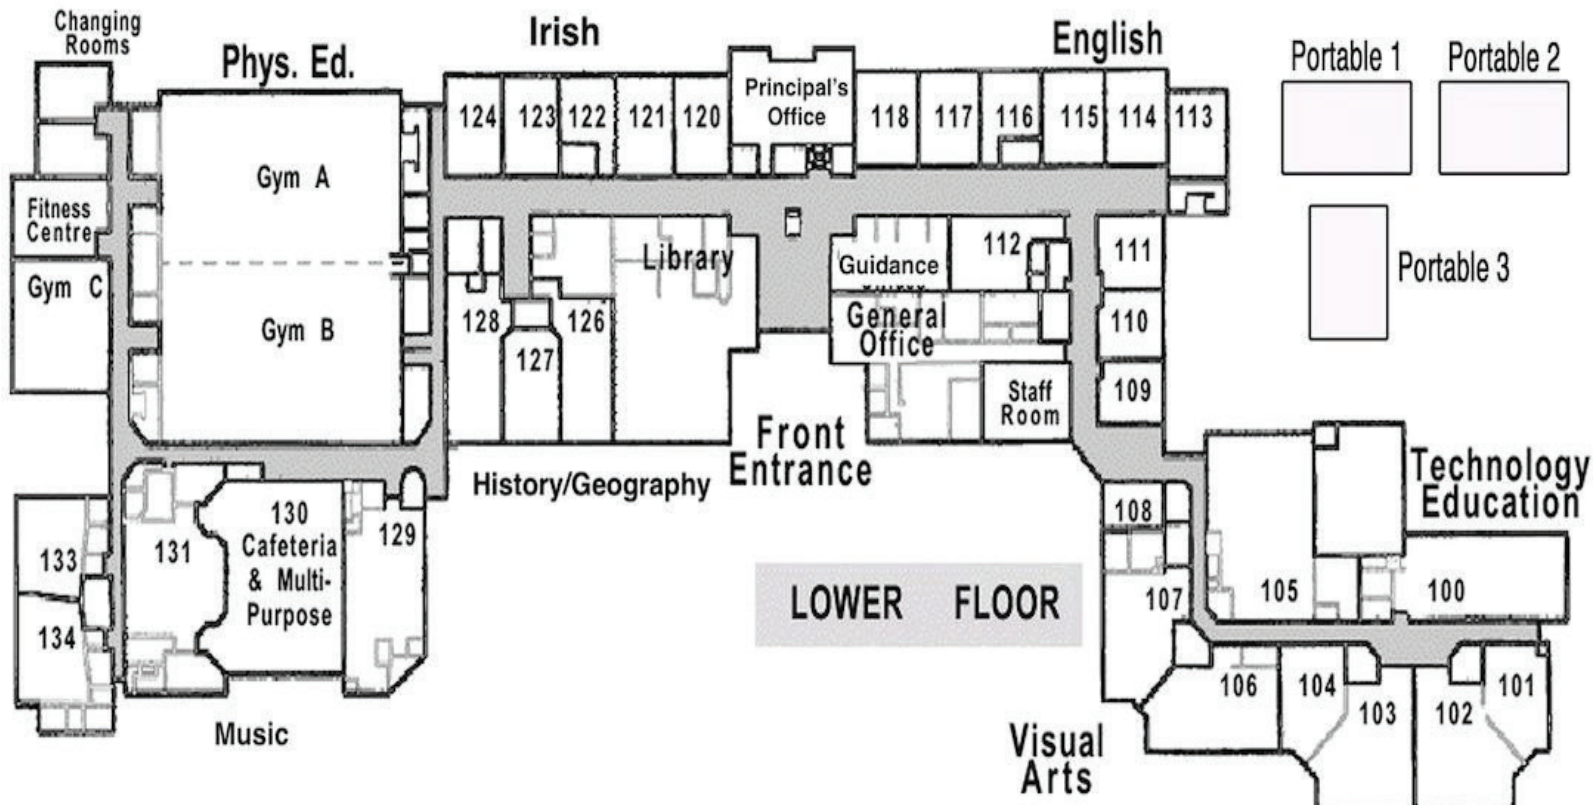 Changing
Rooms
Phys. Ed.
Irish
English
Portable 1
Portable 2
124
123
122
121
120
Principal's
Office
118
117
116
115
114
113
Gym A
Fitness
Centre
Library
Guidance
112
111
Portable 3
Gym C
Gym B
128
126
127
General
Office
110
109
Staff
Room
Front
Entrance
History/Geography
Technology
Education
133
134
131
130
Cafeteria
& Multi-
Purpose
129
108
107
105
100
LOWER FLOOR
106
104
103
102
101
Music
Visual
Arts